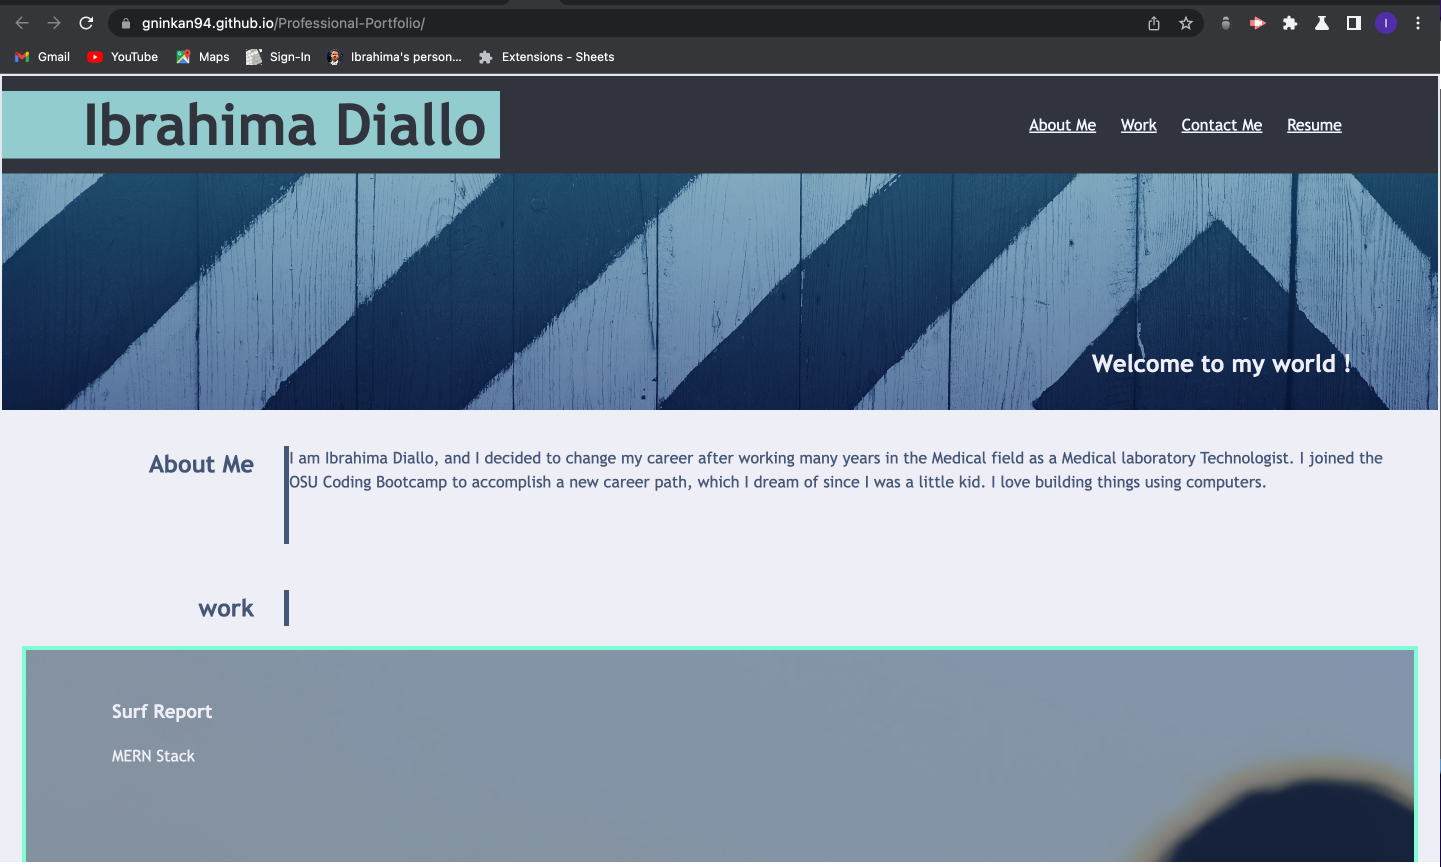 gninkan94.github.io/Professional-Portfolio/
I
Gmail YouTube Maps Sign-In Ibrahima's person... Extensions - Sheets
Ibrahima Diallo
About Me Work Contact Me Resume
Welcome to my world !
About Me
I am Ibrahima Diallo, and I decided to change my career after working many years in the Medical field as a Medical laboratory Technologist. I joined the
OSU Coding Bootcamp to accomplish a new career path, which I dream of since I was a little kid. I love building things using computers.
work
Surf Report
MERN Stack